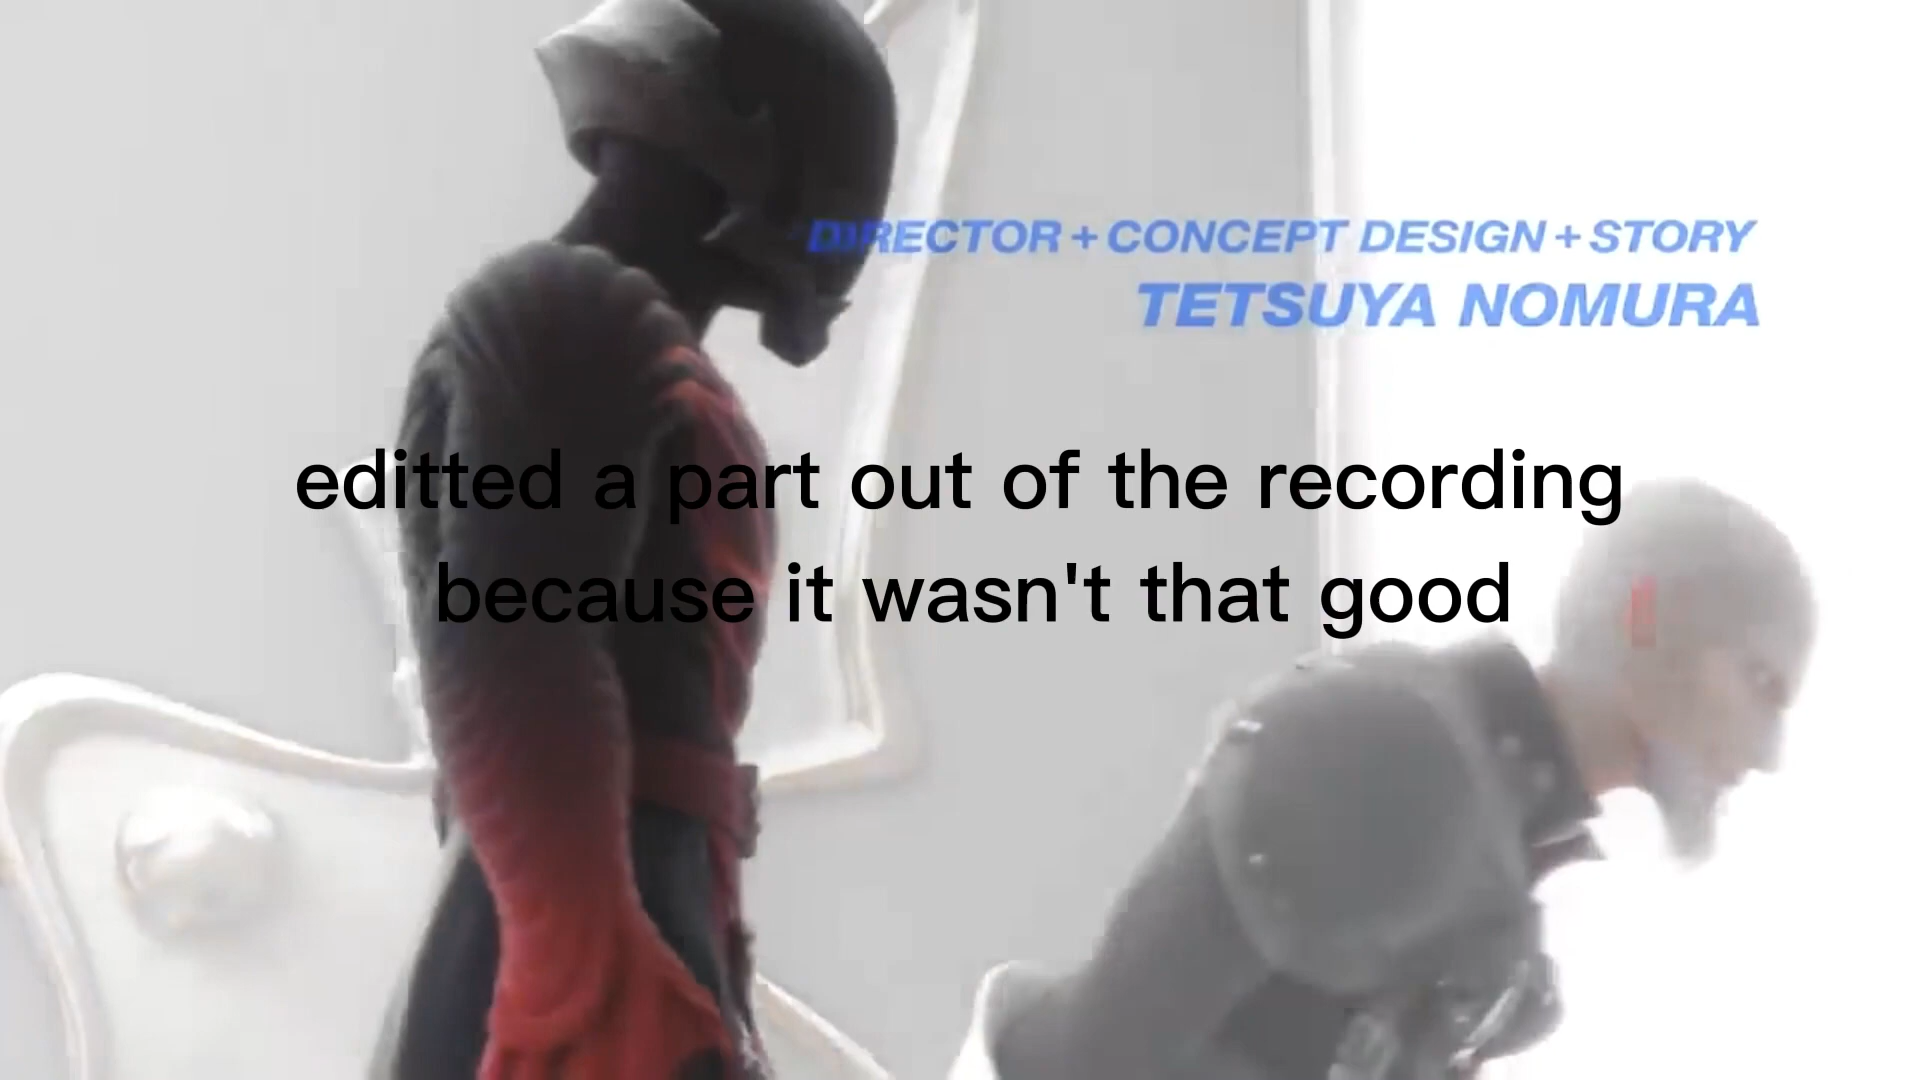 DIRECTOR + CONCEPT DESIGN + STORY
TETSUYA NOMURA
editted a part out of the recording
because it wasn't that good